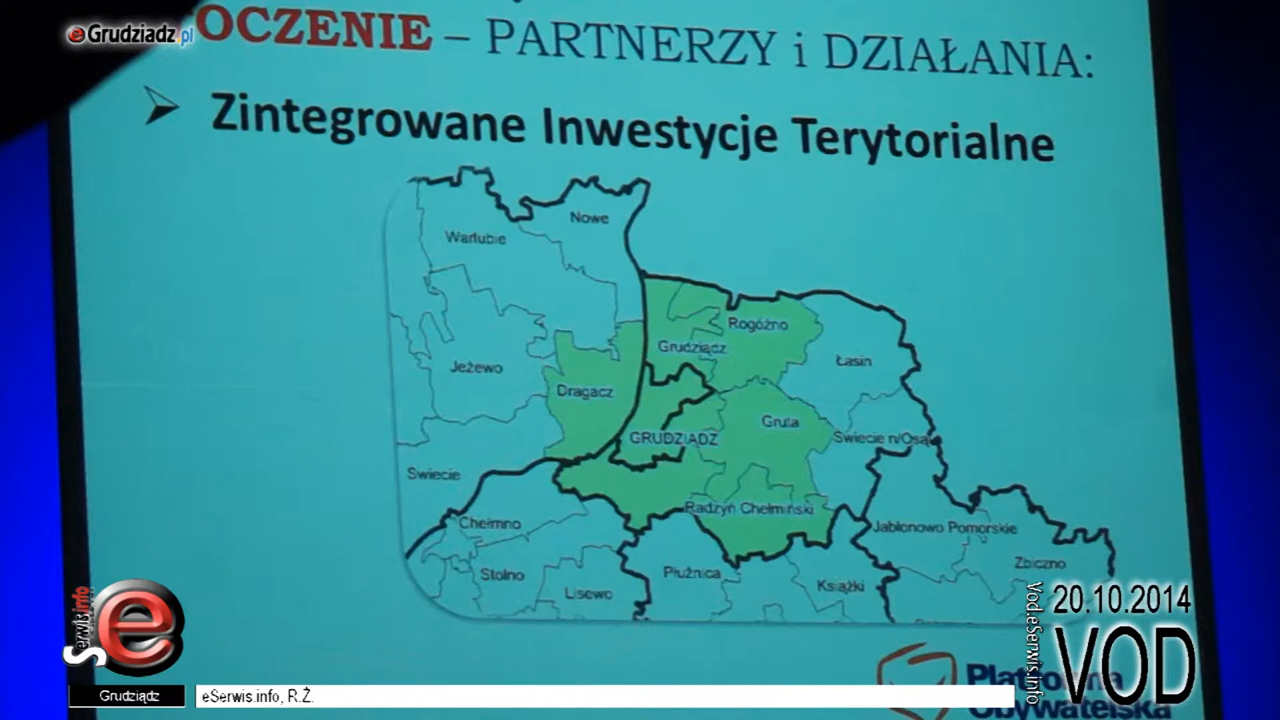 eGrudziadz.pl
OCZENIE – PARTNERZY i DZIAŁANIA:
Zintegrowane Inwestycje Terytorialne
Nowe
Warlubie
Rogóźno
Grudziądz
Łasin
Jeżewo
Dragacz
Gruta
GRUDZIĄDZ
Świecie n/Osą
Świecie
Radzyń Chełmiński
Chełmno
Jabłonowo Pomorskie
Zbiczno
Stolno
Płużnica
Książki
Lisewo
20.10.2014
VOD
Vod.eSerwis.info
Serwis.info
e
Platforma
Obywatelska
Grudziądz
eSerwis.info, R.Ż.